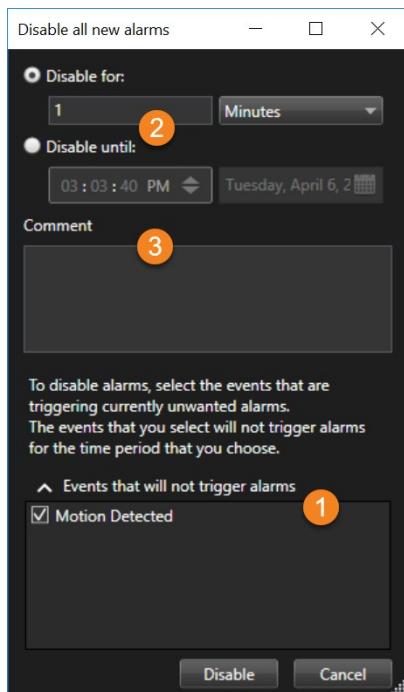 Disable all new alarms
Disable for:
1 Minutes
2
Disable until:
03:03:40 PM Tuesday, April 6, 2
Comment
3
To disable alarms, select the events that are
triggering currently unwanted alarms.
The events that you select will not trigger alarms
for the time period that you choose.
Events that will not trigger alarms
1
Motion Detected
Disable Cancel